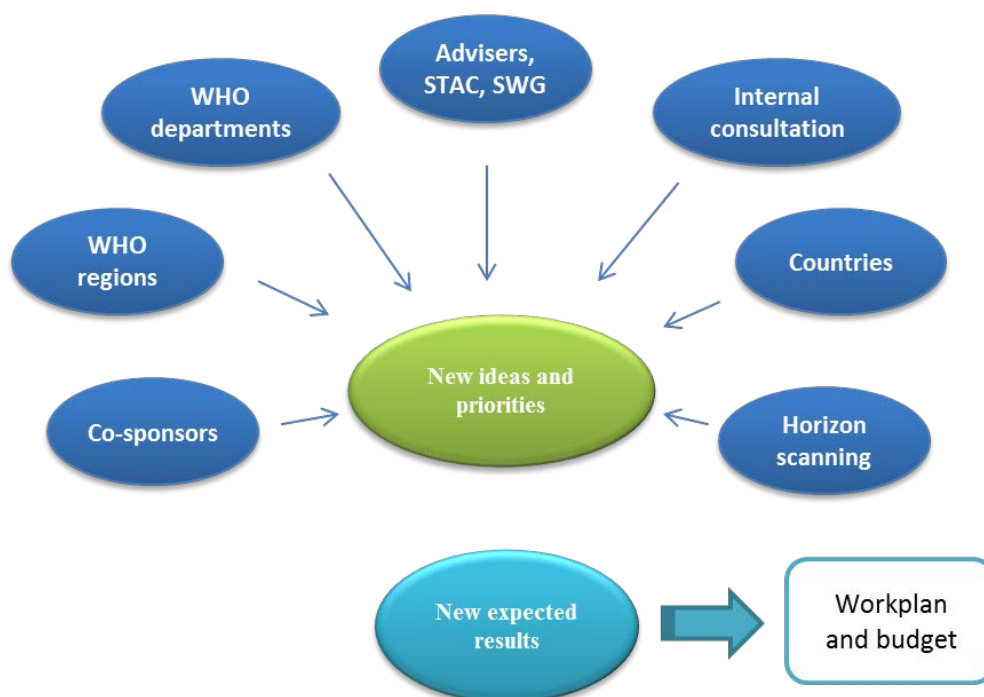 Advisers,
STAC, SWG
WHO
departments
Internal
consultation
WHO
regions
Countries
New ideas and
priorities
Co-sponsors
Horizon
scanning
New expected
results
Workplan
and budget